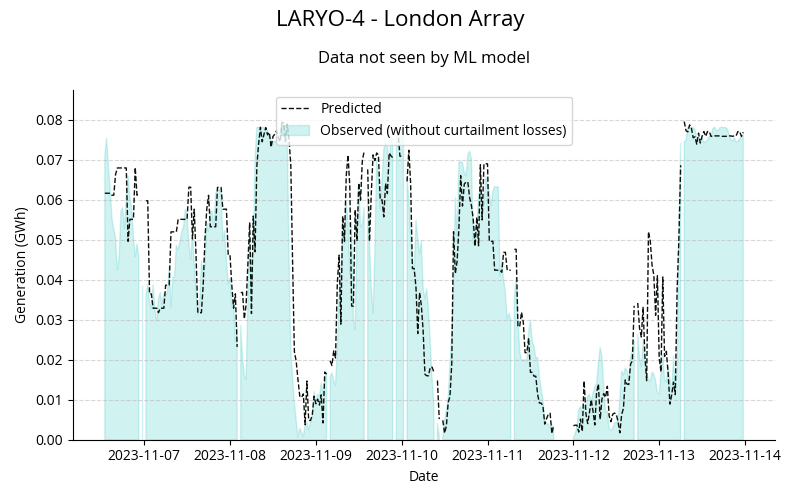 LARYO-4 - London Array
Data not seen by ML model
Predicted
Observed (without curtailment losses)
Generation (GWh)
0.08
0.07
0.06
0.05
0.04
0.03
0.02
0.01
0.00
2023-11-07 2023-11-08 2023-11-09 2023-11-10 2023-11-11 2023-11-12 2023-11-13 2023-11-14
Date